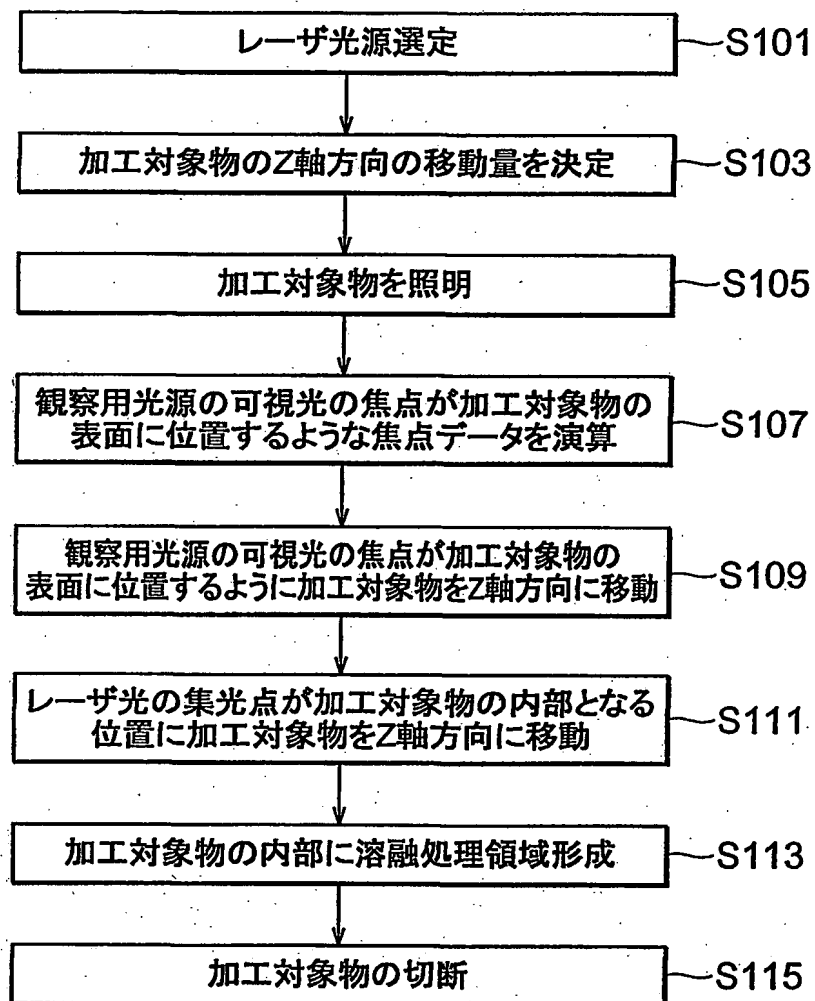 レーザ光源選定 S101
加工対象物のZ軸方向の移動量を決定 S103
加工対象物を照明 S105
観察用光源の可視光の焦点が加工対象物の
表面に位置するような焦点データを演算 S107
観察用光源の可視光の焦点が加工対象物の
表面に位置するように加工対象物をZ軸方向に移動 S109
レーザ光の集光点が加工対象物の内部となる
位置に加工対象物をZ軸方向に移動 S111
加工対象物の内部に溶融処理領域形成 S113
加工対象物の切断 S115